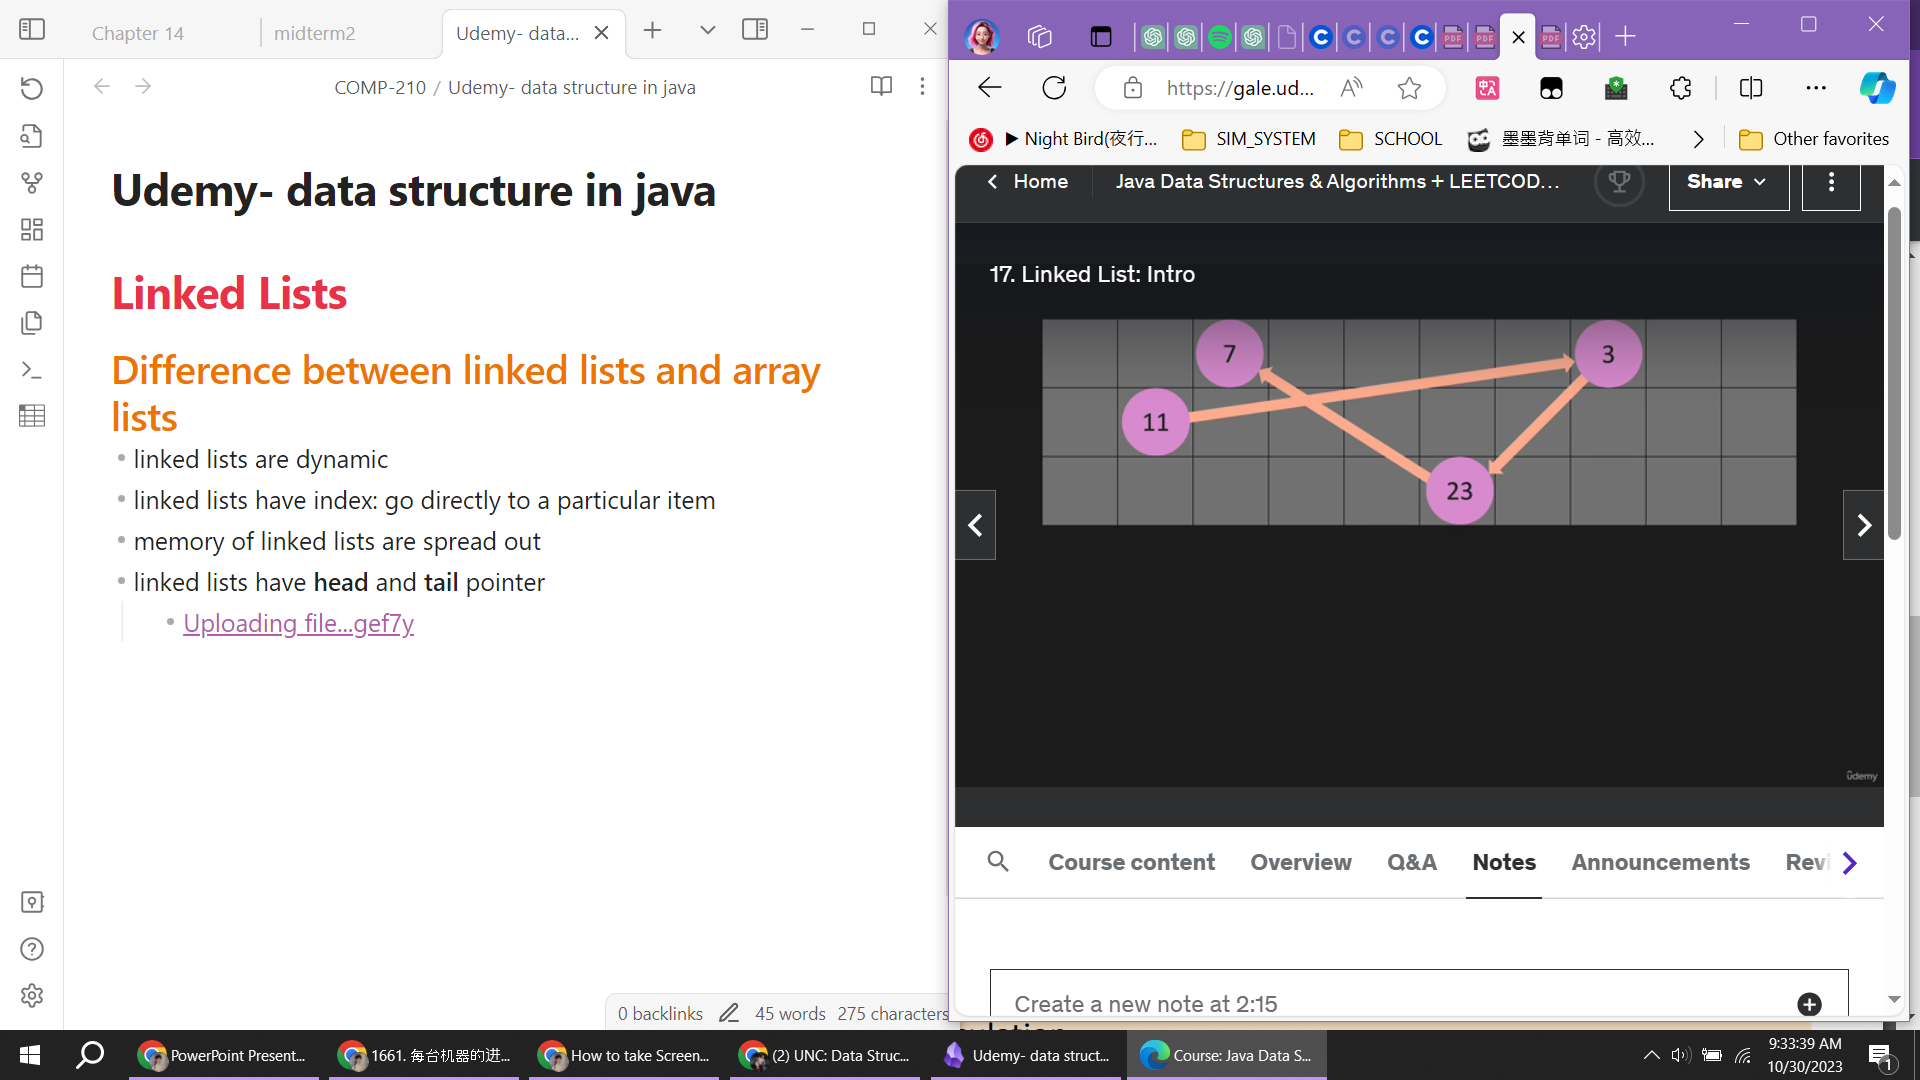 Chapter 14
midterm2
Udemy- data...
COMP-210 / Udemy- data structure in java
Udemy- data structure in java
Linked Lists
Difference between linked lists and array
lists
linked lists are dynamic
linked lists have index: go directly to a particular item
memory of linked lists are spread out
linked lists have head and tail pointer
Uploading file...gef7y
0 backlinks
45 words
275 characters
https://gale.ud...
Night Bird(夜行...
SIM_SYSTEM
SCHOOL
墨墨背单词 - 高效...
Other favorites
Home
Java Data Structures & Algorithms + LEETCOD...
Share
17. Linked List: Intro
7
3
11
23
ûdemy
Course content
Overview
Q&A
Notes
Announcements
Revi
Create a new note at 2:15
PowerPoint Present...
1661. 每台机器的进...
How to take Screen...
(2) UNC: Data Struc...
Udemy- data struct...
Course: Java Data S...
9:33:39 AM
10/30/2023
1